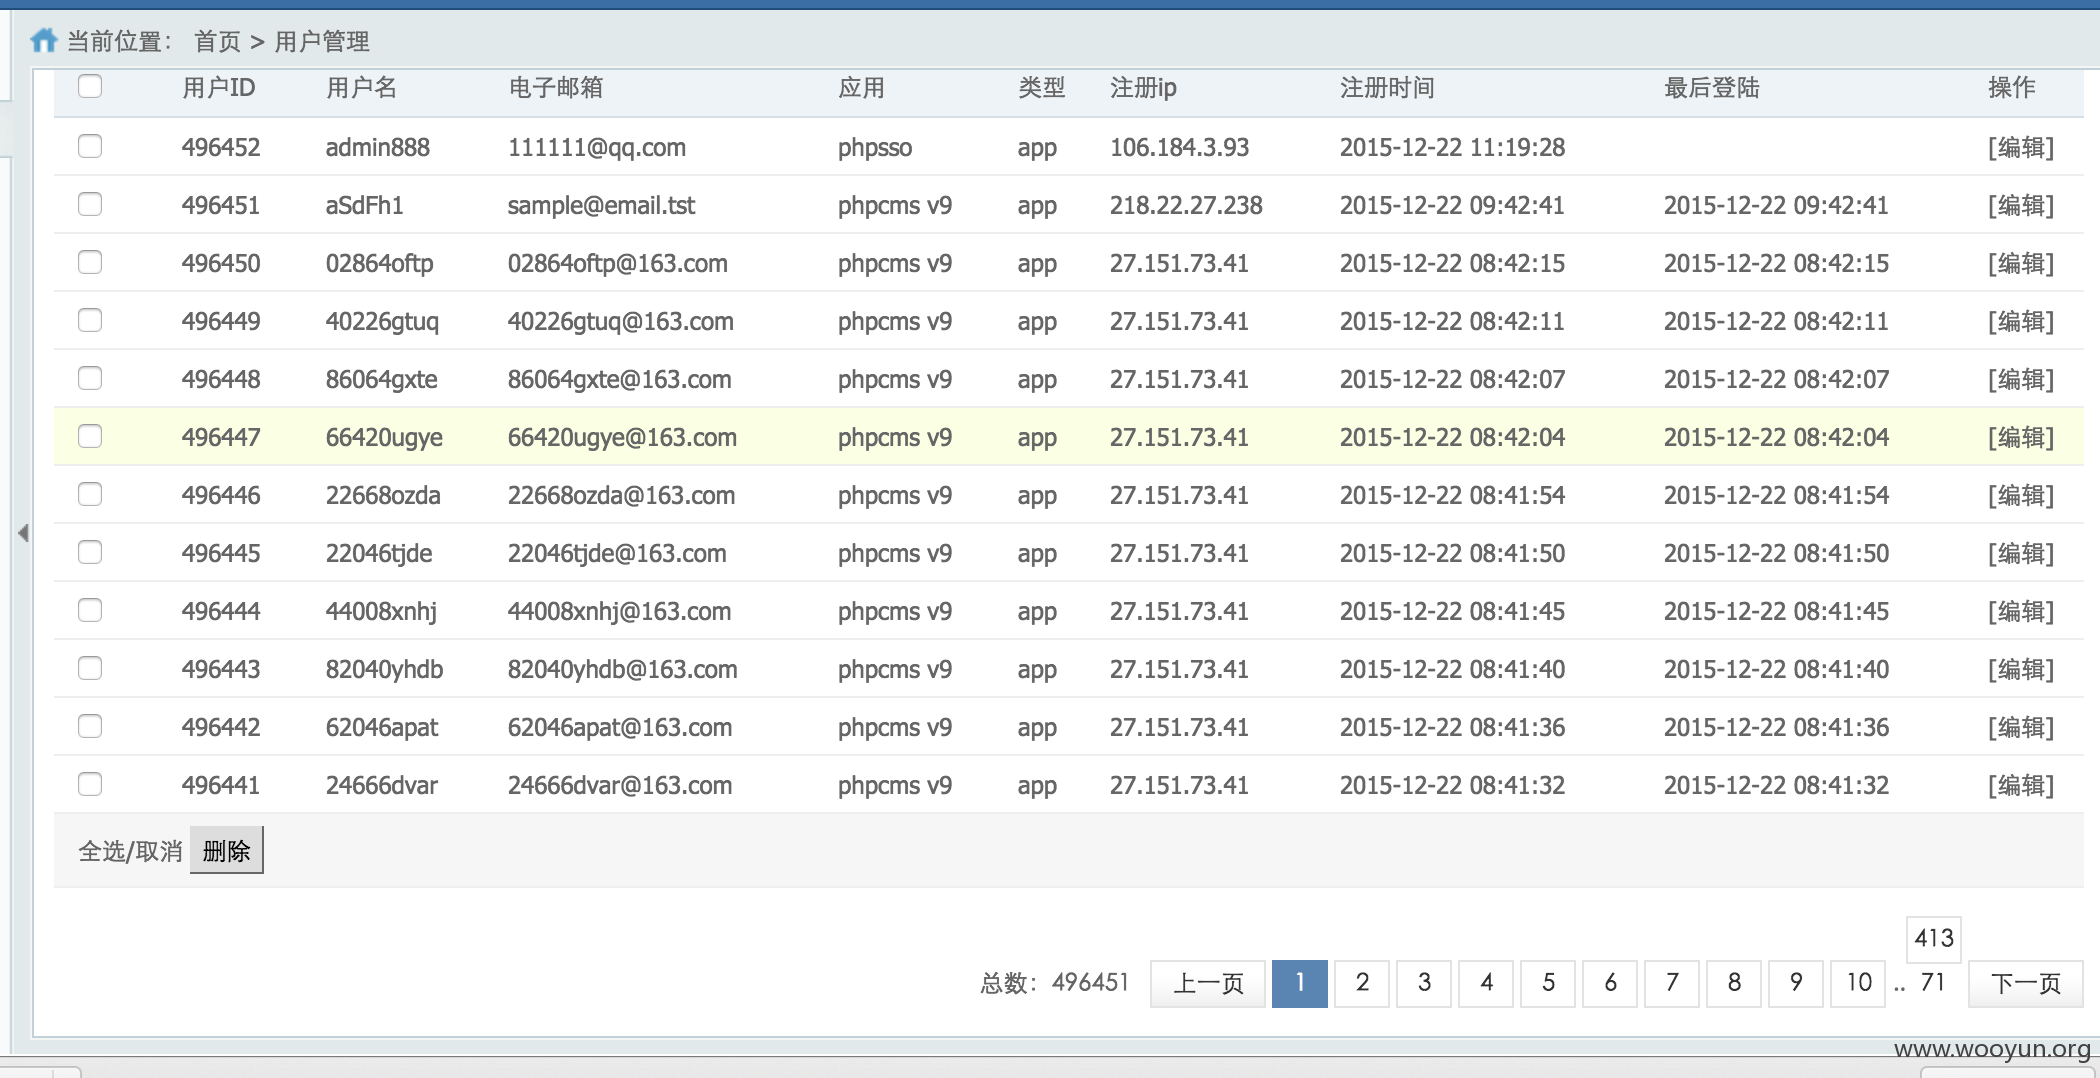 当前位置： 首页 > 用户管理
用户ID 用户名 电子邮箱 应用 类型 注册ip 注册时间 最后登陆 操作
496452 admin888 111111@qq.com phpsso app 106.184.3.93 2015-12-22 11:19:28 [编辑]
496451 aSdFh1 sample@email.tst phpcms v9 app 218.22.27.238 2015-12-22 09:42:41 2015-12-22 09:42:41 [编辑]
496450 02864oftp 02864oftp@163.com phpcms v9 app 27.151.73.41 2015-12-22 08:42:15 2015-12-22 08:42:15 [编辑]
496449 40226gtuq 40226gtuq@163.com phpcms v9 app 27.151.73.41 2015-12-22 08:42:11 2015-12-22 08:42:11 [编辑]
496448 86064gxte 86064gxte@163.com phpcms v9 app 27.151.73.41 2015-12-22 08:42:07 2015-12-22 08:42:07 [编辑]
496447 66420ugye 66420ugye@163.com phpcms v9 app 27.151.73.41 2015-12-22 08:42:04 2015-12-22 08:42:04 [编辑]
496446 22668ozda 22668ozda@163.com phpcms v9 app 27.151.73.41 2015-12-22 08:41:54 2015-12-22 08:41:54 [编辑]
496445 22046tjde 22046tjde@163.com phpcms v9 app 27.151.73.41 2015-12-22 08:41:50 2015-12-22 08:41:50 [编辑]
496444 44008xnhj 44008xnhj@163.com phpcms v9 app 27.151.73.41 2015-12-22 08:41:45 2015-12-22 08:41:45 [编辑]
496443 82040yhdb 82040yhdb@163.com phpcms v9 app 27.151.73.41 2015-12-22 08:41:40 2015-12-22 08:41:40 [编辑]
496442 62046apat 62046apat@163.com phpcms v9 app 27.151.73.41 2015-12-22 08:41:36 2015-12-22 08:41:36 [编辑]
496441 24666dvar 24666dvar@163.com phpcms v9 app 27.151.73.41 2015-12-22 08:41:32 2015-12-22 08:41:32 [编辑]
全选/取消 删除
总数：496451 上一页 1 2 3 4 5 6 7 8 9 10 .. 413
71 下一页
www.wooyun.org